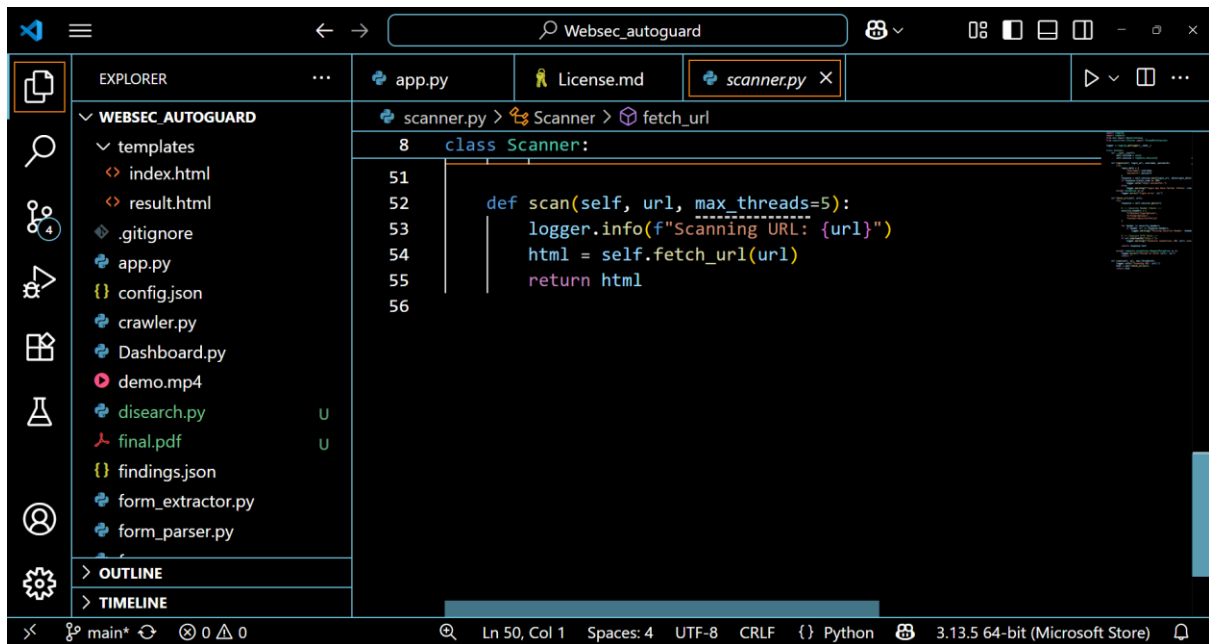 Websec_autoguard
EXPLORER
WEBSEC_AUTOGUARD
templates
index.html
result.html
.gitignore
app.py
config.json
crawler.py
Dashboard.py
demo.mp4
disearch.py U
final.pdf U
findings.json
form_extractor.py
form_parser.py
OUTLINE
TIMELINE
4
app.py License.md scanner.py
scanner.py > Scanner > fetch_url
8 class Scanner:
51
52 def scan(self, url, max_threads=5):
53 logger.info(f"Scanning URL: {url}")
54 html = self.fetch_url(url)
55 return html
56
main* 0 0 Ln 50, Col 1 Spaces: 4 UTF-8 CRLF {} Python 3.13.5 64-bit (Microsoft Store)